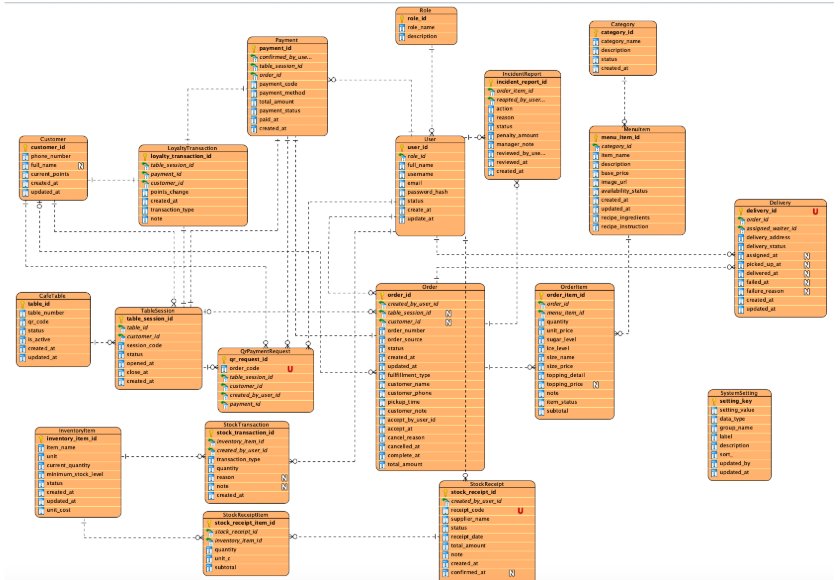 Role
role_id
role_name
description
Category
category_id
category_name
description
status
created_at
Payment
payment_id
confirmed_by_use...
table_session_id
order_id
payment_code
payment_method
total_amount
payment_status
paid_at
created_at
IncidentReport
incident_report_id
order_item_id
reapted_by_user...
action
reason
status
penalty_amount
manager_note
reviewed_by_use...
reviewed_at
created_at
Customer
customer_id
phone_number
full_name N
current_points
created_at
updated_at
LoyaltyTransaction
loyalty_transaction_id
table_session_id
payment_id
customer_id
points_change
created_at
transaction_type
note
User
user_id
role_id
full_name
username
email
password_hash
status
create_at
update_at
MenuItem
menu_item_id
category_id
item_name
description
base_price
image_url
availability_status
created_at
updated_at
recipe_ingredients
recipe_instruction
Delivery
delivery_id U
order_id
assigned_waiter_id
delivery_address
delivery_status
assigned_at N
picked_up_at N
delivered_at N
failed_at N
failure_reason N
created_at
updated_at
CafeTable
table_id
table_number
qr_code
status
is_active
created_at
updated_at
TableSession
table_session_id
table_id
customer_id
session_code
status
opened_at
close_at
created_at
QrPaymentRequest
qr_request_id
order_code U
table_session_id
customer_id
created_by_user_id
payment_id
Order
order_id
created_by_user_id
table_session_id N
customer_id N
order_number
order_source
status
created_at
updated_at
fullfillment_type
customer_name
customer_phone
pickup_time
customer_note
accept_by_user_id
accept_at
cancel_reason
cancelled_at
complete_at
total_amount
OrderItem
order_item_id
order_id
menu_item_id
quantity
unit_price
sugar_level
ice_level
size_name
size_price
topping_detail
topping_price N
note
item_status
subtotal
SystemSetting
setting_key
setting_value
data_type
group_name
label
description
sort_
updated_by
updated_at
InventoryItem
inventory_item_id
item_name
unit
current_quantity
minimum_stock_level
status
created_at
updated_at
unit_cost
StockTransaction
stock_transaction_id
inventory_item_id
created_by_user_id
transaction_type
quantity
reason N
note N
created_at
StockReceiptItem
stock_receipt_item_id
stock_receipt_id
inventory_item_id
quantity
unit_c
subtotal
StockReceipt
stock_receipt_id
created_by_user_id
receipt_code U
supplier_name
status
receipt_date
total_amount
note
created_at
confirmed_at N